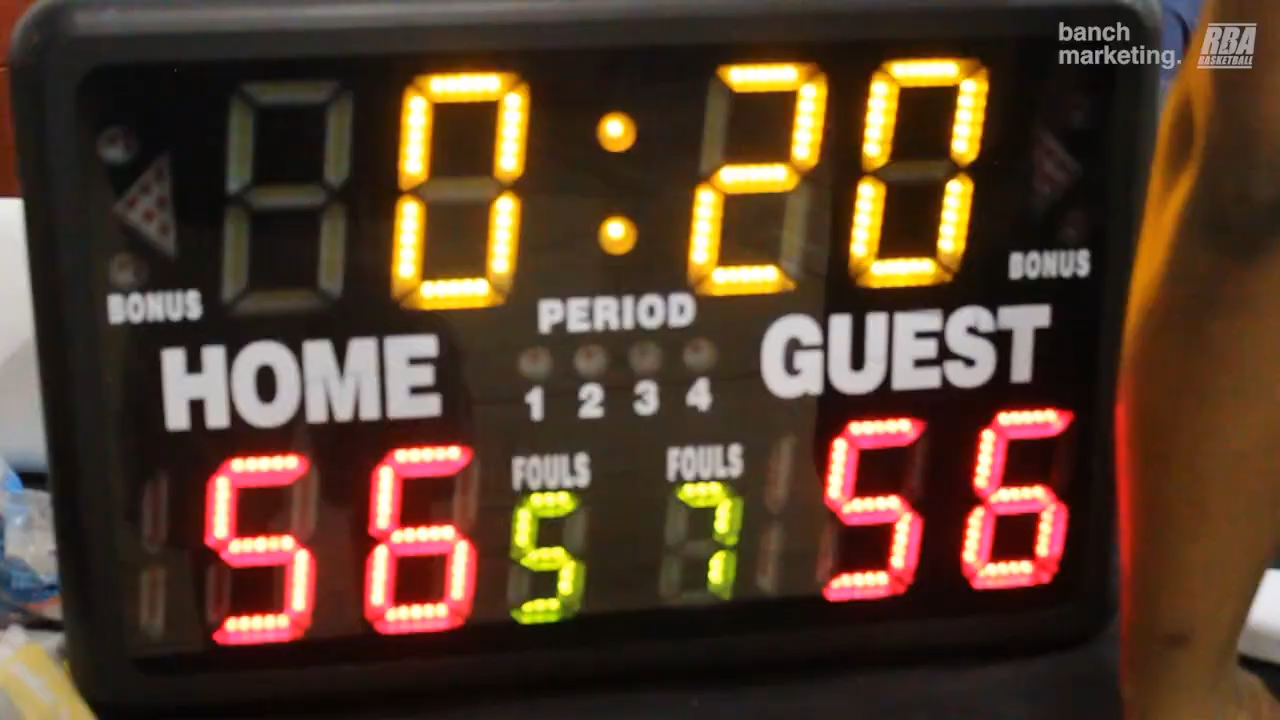 banch
marketing.
RBA
BASKETBALL
0:20
BONUS
BONUS
PERIOD
HOME
GUEST
1 2 3 4
FOULS
FOULS
56
5
7
56